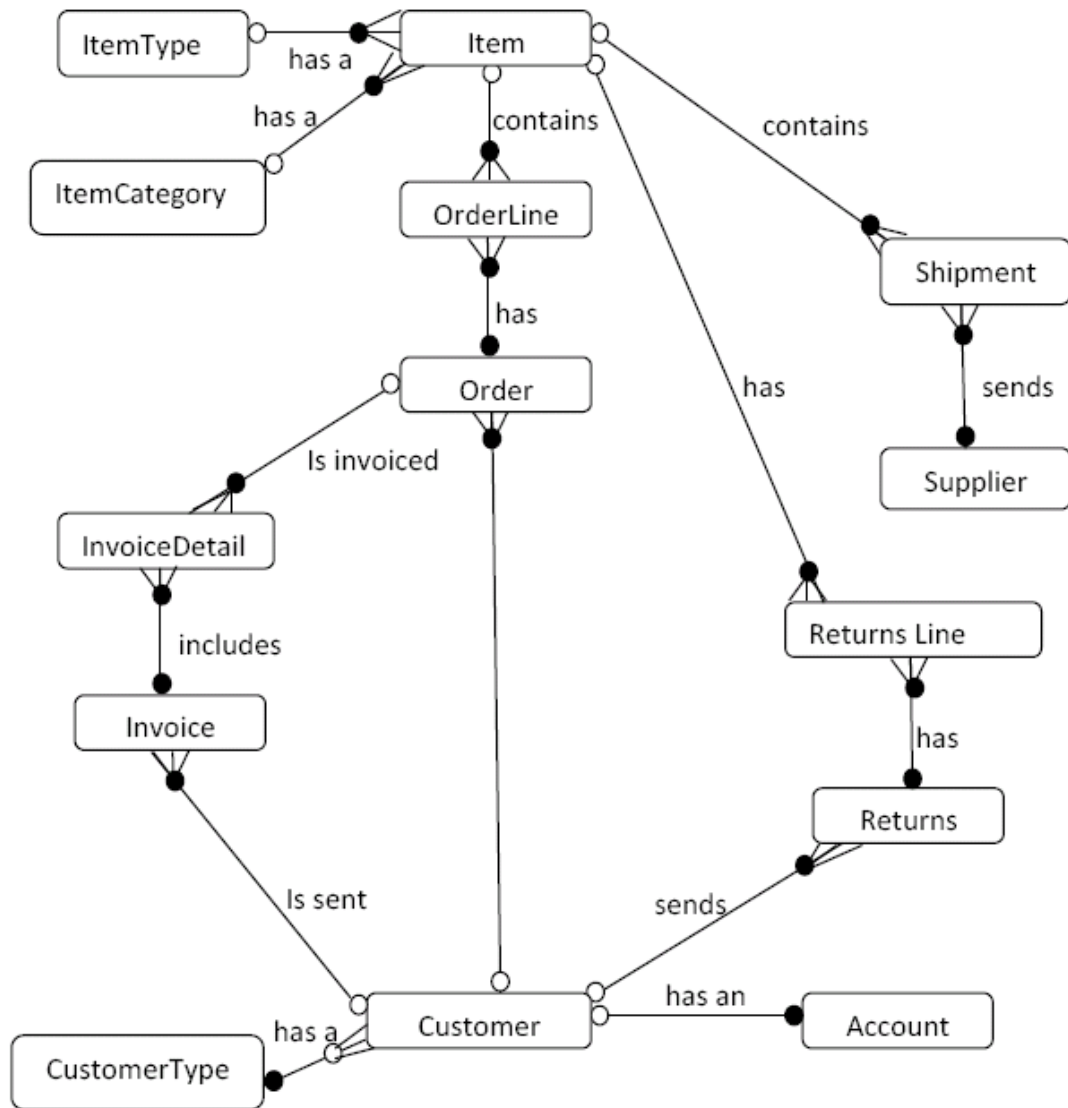 ItemType
has a
Item
has a
contains
contains
ItemCategory
OrderLine
Shipment
has
has
sends
Order
Is invoiced
Supplier
InvoiceDetail
includes
Returns Line
Invoice
has
Returns
Is sent
sends
has a
Customer
has an
Account
CustomerType